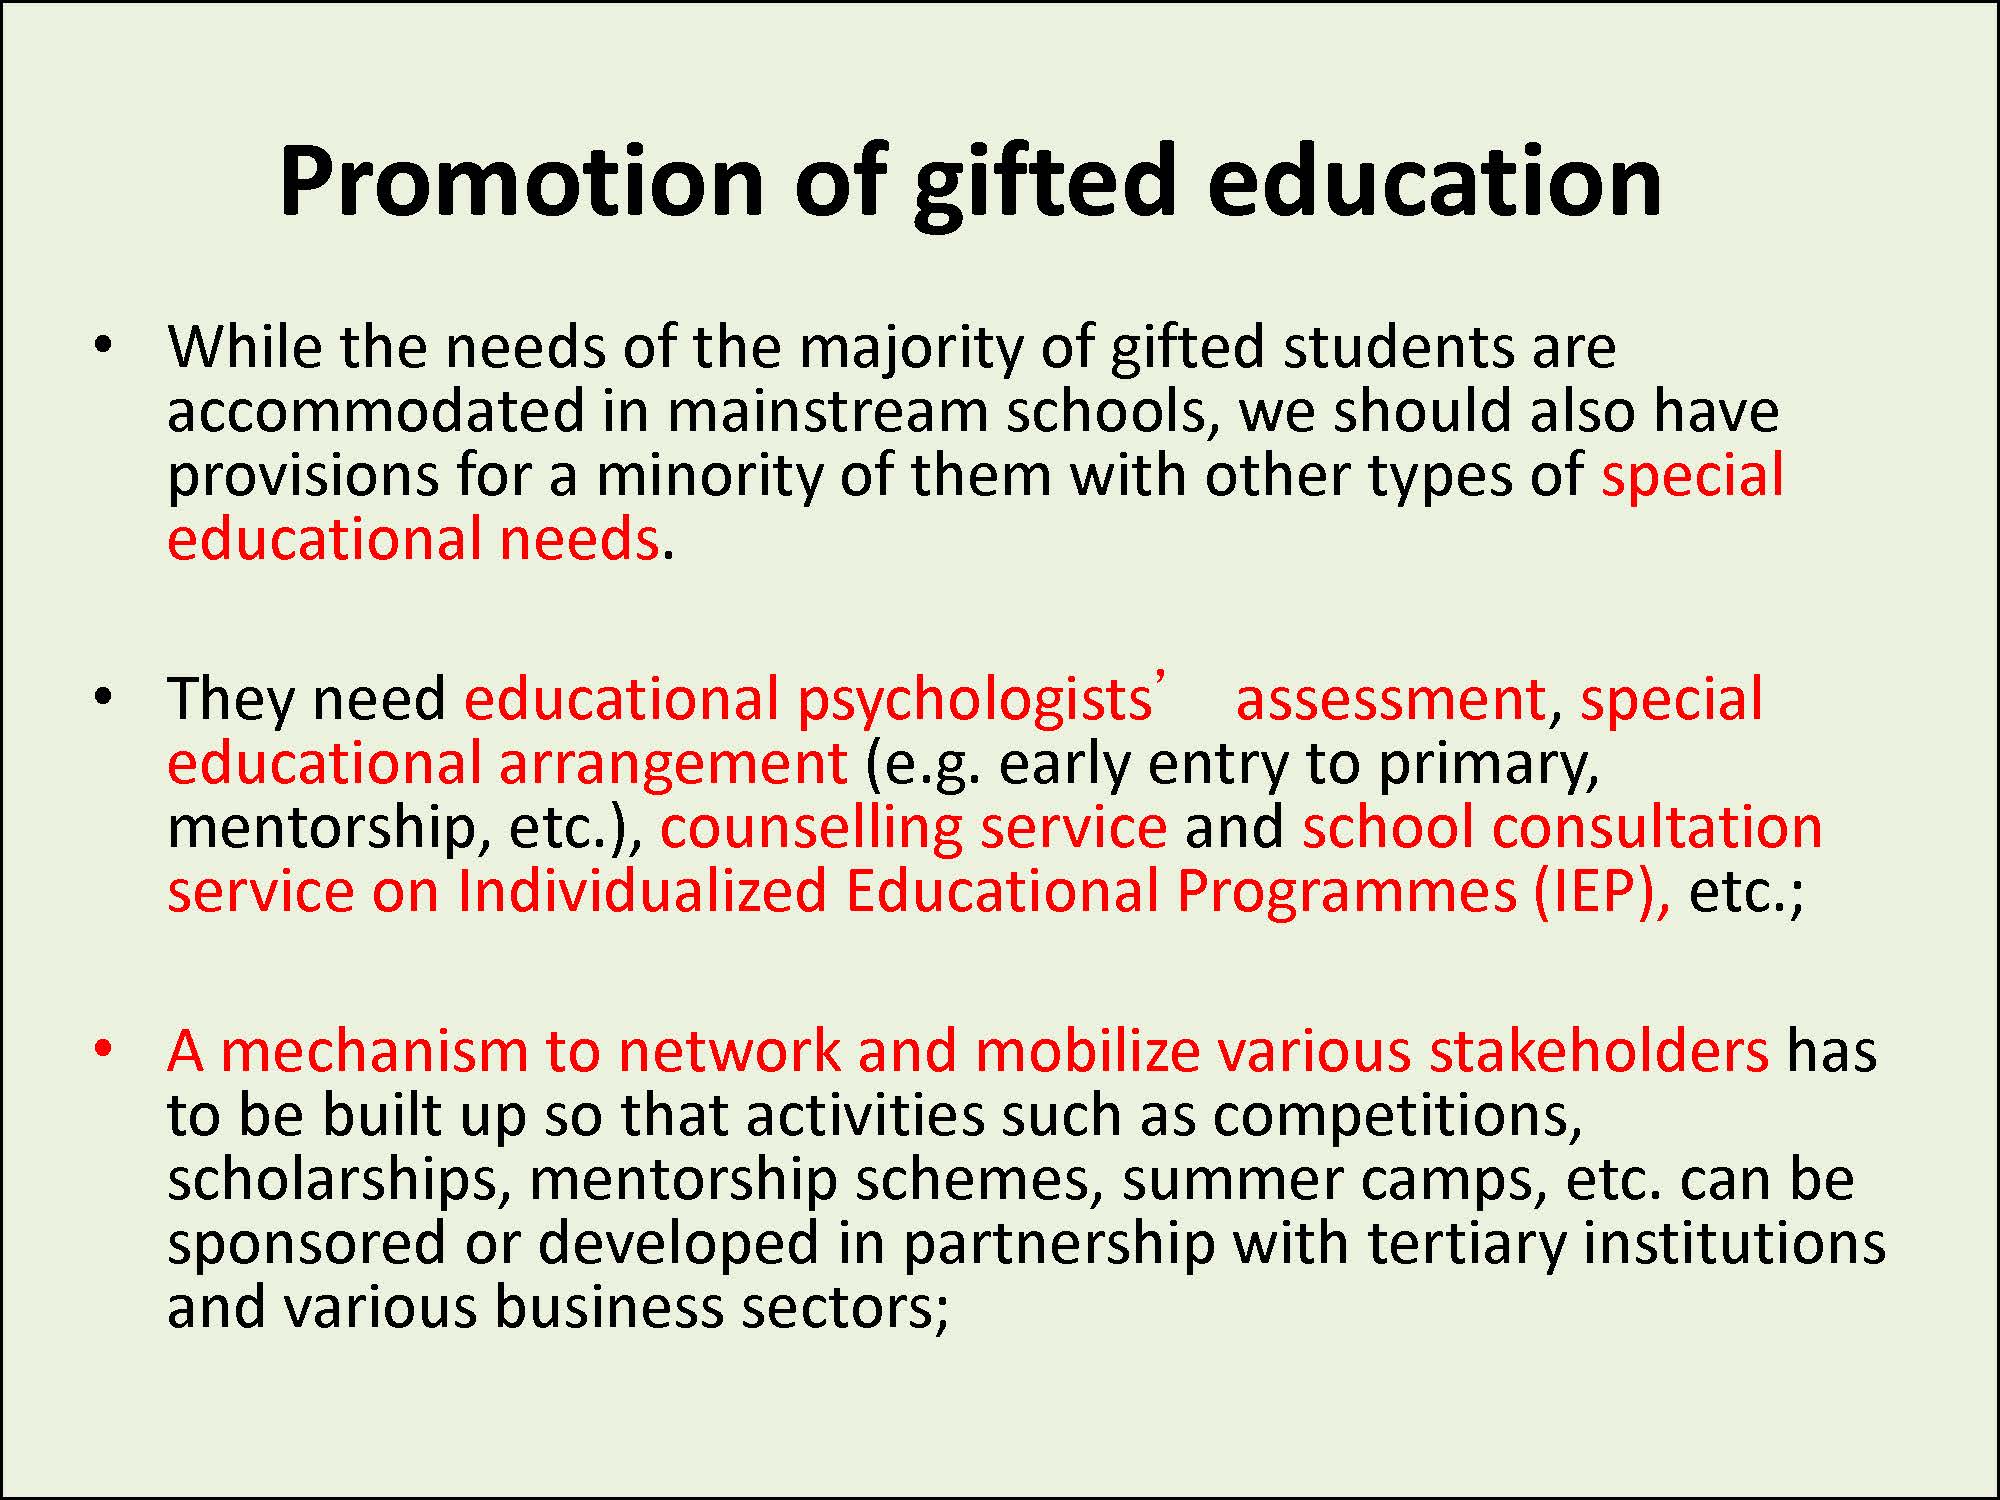 Promotion of gifted education
• While the needs of the majority of gifted students are
accommodated in mainstream schools, we should also have
provisions for a minority of them with other types of special
educational needs.
• They need educational psychologists’ assessment, special
educational arrangement (e.g. early entry to primary,
mentorship, etc.), counselling service and school consultation
service on Individualized Educational Programmes (IEP), etc.;
• A mechanism to network and mobilize various stakeholders has
to be built up so that activities such as competitions,
scholarships, mentorship schemes, summer camps, etc. can be
sponsored or developed in partnership with tertiary institutions
and various business sectors;